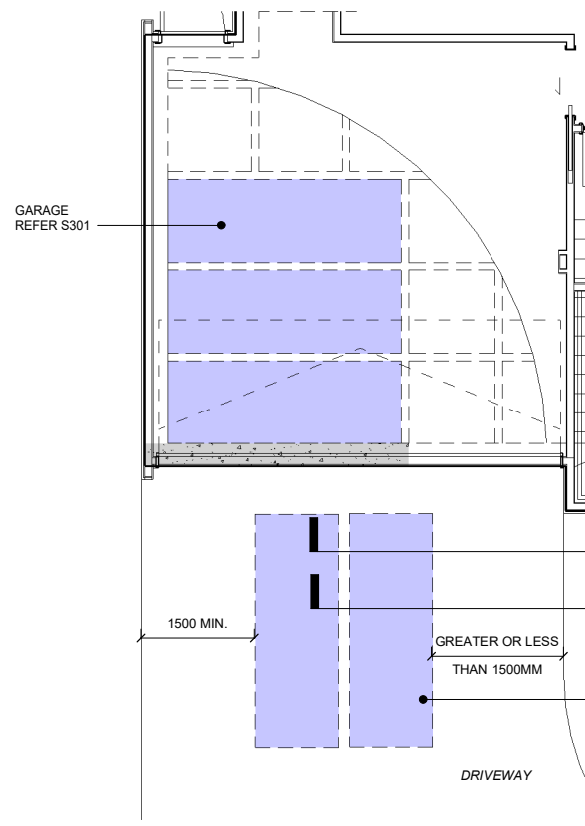 GARAGE
REFER S301
1500 MIN.
GREATER OR LESS
THAN 1500MM
DRIVEWAY